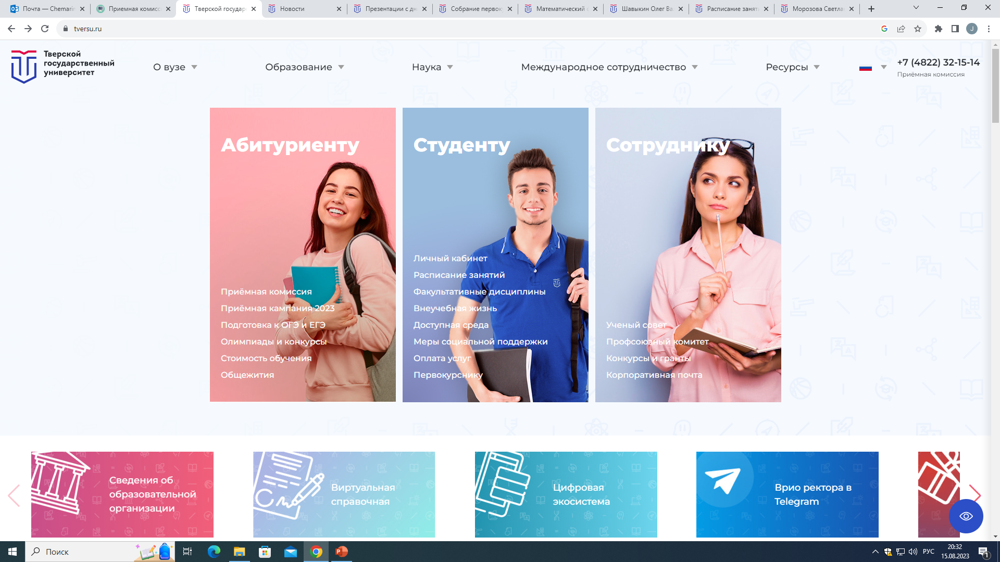 Почта — Chemarin
Приемная комисс
Тверской государ
Новости
Презентации с дн
Собрание первок
Математический
Шавыкин Олег Ва
Расписание занят
Морозова Светла
tversu.ru
J
Тверской
государственный
университет
О вузе
Образование
Наука
Международное сотрудничество
Ресурсы
+7 (4822) 32-15-14
Приёмная комиссия
Абитуриенту
Приёмная комиссия
Приёмная кампания 2023
Подготовка к ОГЭ и ЕГЭ
Олимпиады и конкурсы
Стоимость обучения
Общежития
Студенту
Личный кабинет
Расписание занятий
Факультативные дисциплины
Внеучебная жизнь
Доступная среда
Меры социальной поддержки
Оплата услуг
Первокурснику
Сотруднику
Ученый совет
Профсоюзный комитет
Конкурсы и гранты
Корпоративная почта
Сведения об
образовательной
организации
Виртуальная
справочная
Цифровая
экосистема
Врио ректора в
Telegram
Поиск
РУС
20:32
15.08.2023
1